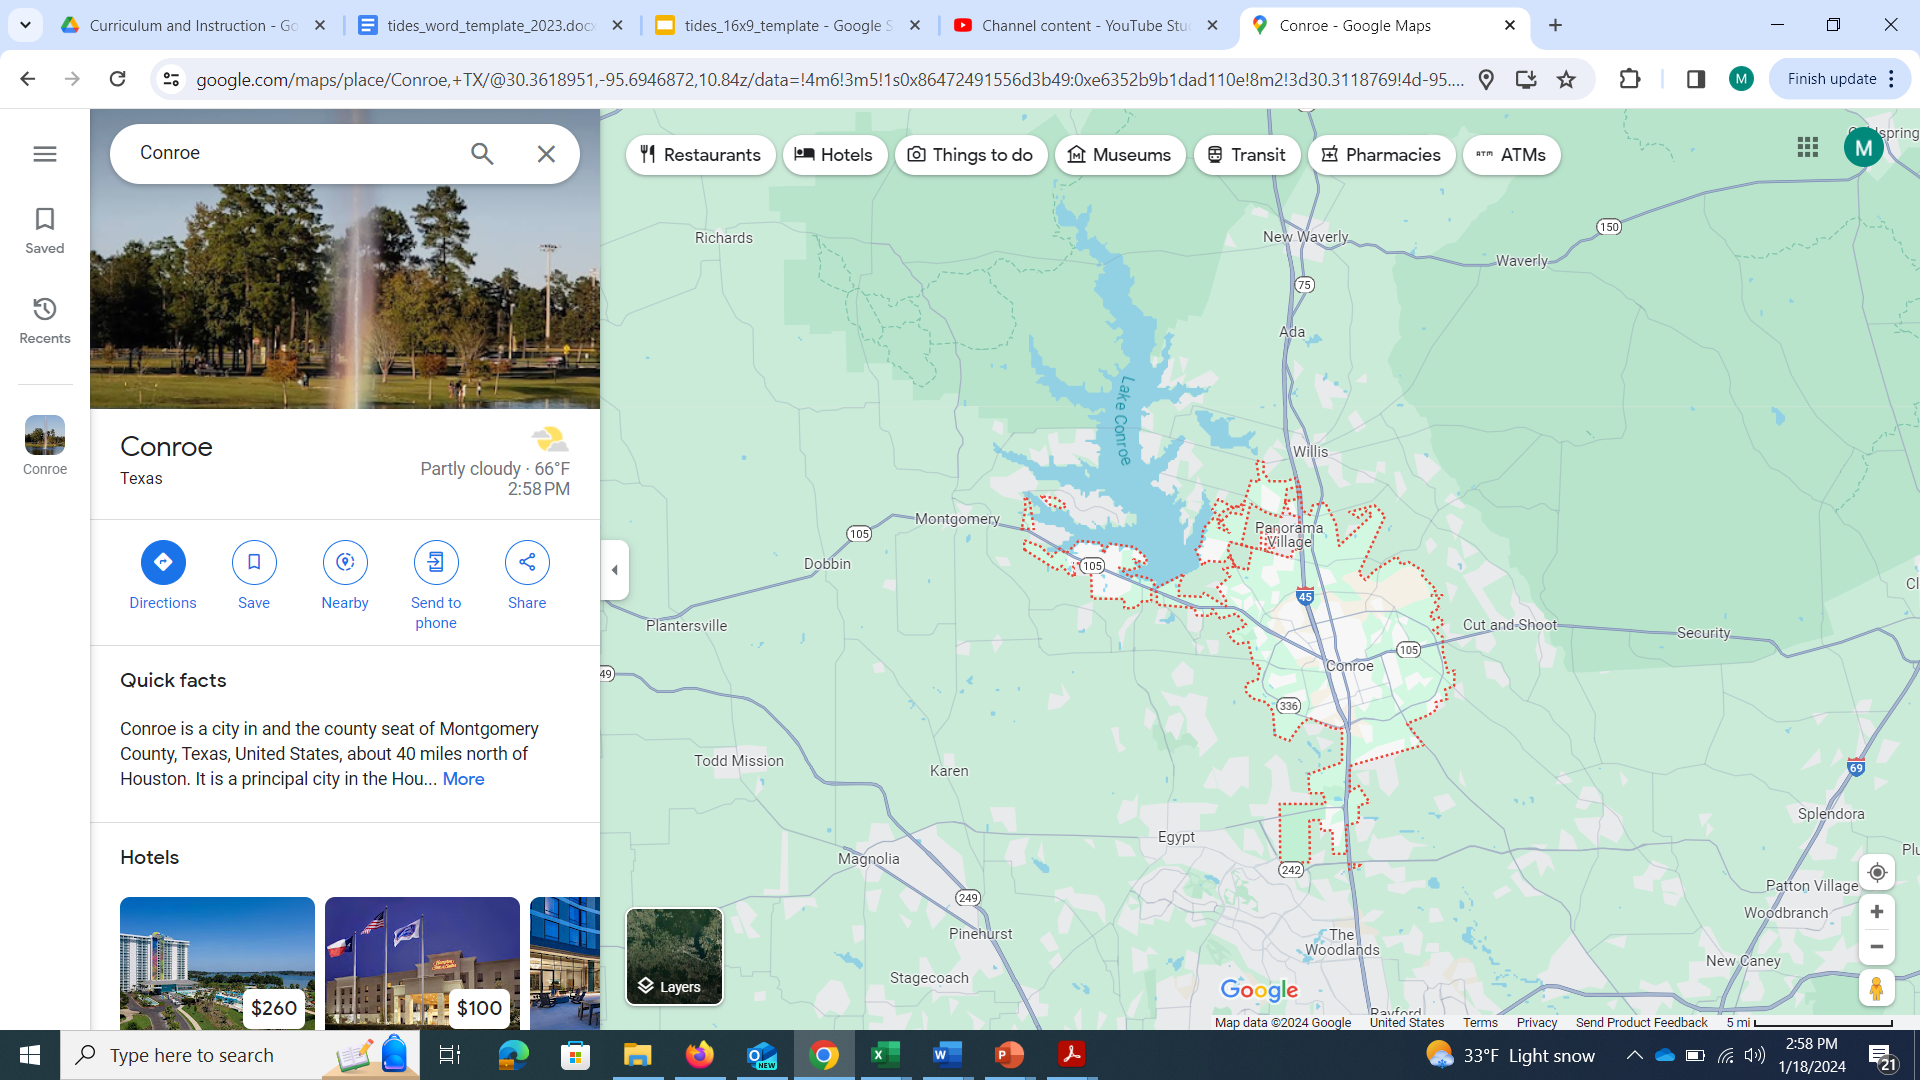 Curriculum and Instruction - Go
tides_word_template_2023.docx
tides_16x9_template - Google S
Channel content - YouTube Stu
Conroe - Google Maps
google.com/maps/place/Conroe,+TX/@30.3618951,-95.6946872,10.84z/data=!4m6!3m5!1s0x86472491556d3b49:0xe6352b9b1dad110e!8m2!3d30.3118769!4d-95....
M
Finish update
Conroe
Saved
Recents
Conroe
Restaurants
Hotels
Things to do
Museums
Transit
Pharmacies
ATM
ATMs
M
Conroe
Texas
Partly cloudy · 66°F
2:58 PM
Directions
Save
Nearby
Send to
phone
Share
Quick facts
Conroe is a city in and the county seat of Montgomery
County, Texas, United States, about 40 miles north of
Houston. It is a principal city in the Hou... More
Hotels
$260
$100
Richards
New Waverly
150
Waverly
75
Ada
Lake Conroe
Willis
Montgomery
105
Panorama
Village
Dobbin
105
45
Plantersville
Cut and Shoot
Security
105
Conroe
49
336
Todd Mission
Karen
69
Splendora
Egypt
Magnolia
242
Patton Village
249
Woodbranch
Pinehurst
The
Woodlands
New Caney
Stagecoach
Layers
Google
Rayford
Map data ©2024 Google
United States
Terms
Privacy
Send Product Feedback
5 mi
Type here to search
NEW
33°F Light snow
2:58 PM
1/18/2024
21